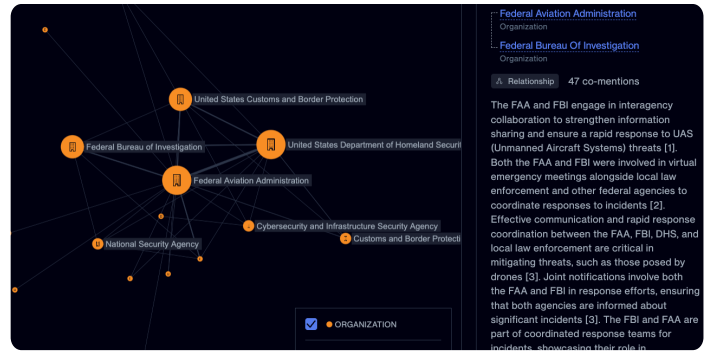 United States Customs and Border Protection
Federal Bureau of Investigation
United States Department of Homeland Securit
Federal Aviation Administration
Cybersecurity and Infrastructure Security Agency
Customs and Border Protecti
National Security Agency
ORGANIZATION
Federal Aviation Administration
Organization
Federal Bureau Of Investigation
Organization
Relationship 47 co-mentions
The FAA and FBI engage in interagency
collaboration to strengthen information
sharing and ensure a rapid response to UAS
(Unmanned Aircraft Systems) threats [1].
Both the FAA and FBI were involved in virtual
emergency meetings alongside local law
enforcement and other federal agencies to
coordinate responses to incidents [2].
Effective communication and rapid response
coordination between the FAA, FBI, DHS, and
local law enforcement are critical in
mitigating threats, such as those posed by
drones [3]. Joint notifications involve both
the FAA and FBI in response efforts, ensuring
that both agencies are informed about
significant incidents [3]. The FBI and FAA are
part of coordinated response teams for
incidents, showcasing their role in